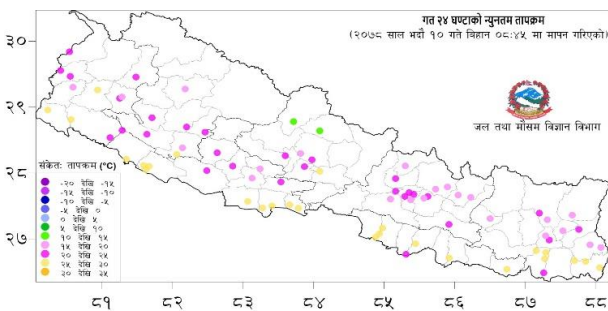 गत २४ घण्टाको न्युनतम तापक्रम
(२०७८ साल भदौ १० गते विहान ०८:४५ मा मापन गरिएको)
जल तथा मौसम विज्ञान विभाग
३०
२९
२८
२७
संकेत: तापक्रम (°C)
-२० देखि -१५
-१५ देखि -१०
-१० देखि -५
-५ देखि ०
० देखि ५
५ देखि १०
१० देखि १५
१५ देखि २०
२० देखि २५
२५ देखि ३०
३० देखि ३५
८१ ८२ ८३ ८४ ८५ ८६ ८७ ८८